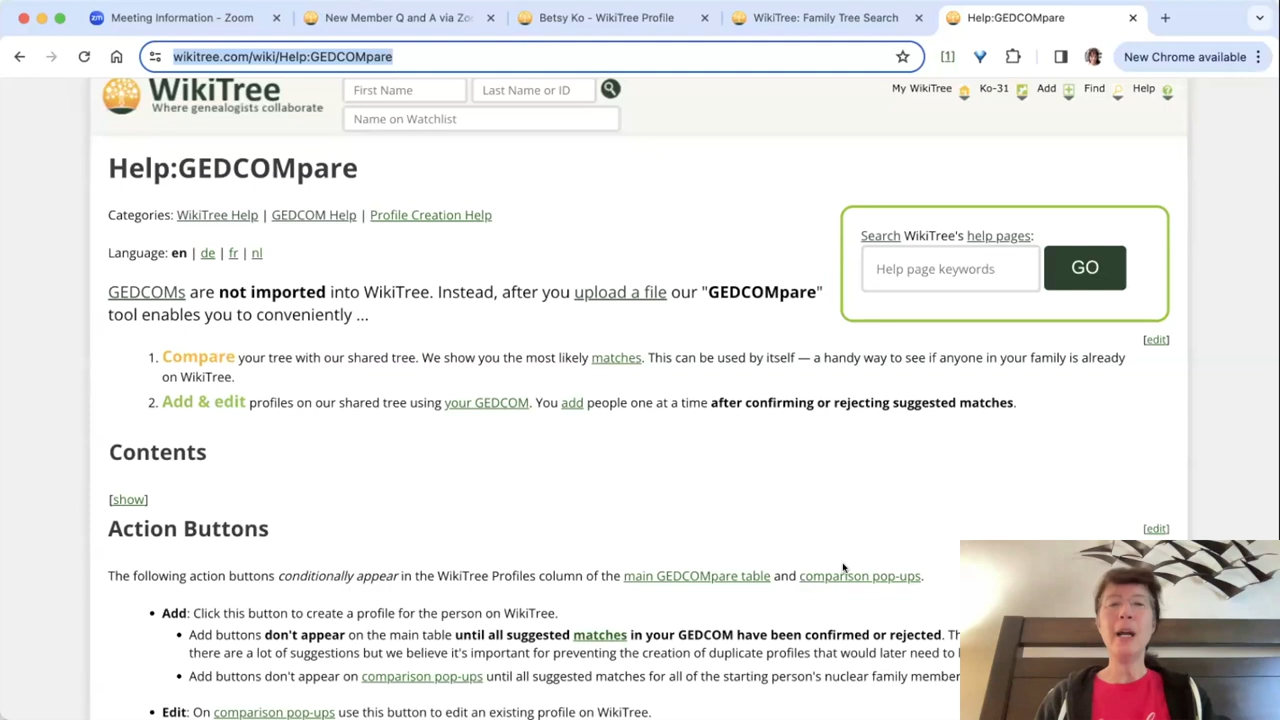 Meeting Information - Zoom
New Member Q and A via Zo
Betsy Ko - WikiTree Profile
WikiTree: Family Tree Search
Help:GEDCOMpare
wikitree.com/wiki/Help:GEDCOMpare
New Chrome available
WikiTree
Where genealogists collaborate
First Name
Last Name or ID
Name on Watchlist
My WikiTree Ko-31 Add Find Help
Help:GEDCOMpare
Categories: WikiTree Help | GEDCOM Help | Profile Creation Help
Language: en | de | fr | nl
Search WikiTree's help pages:
Help page keywords
GO
GEDCOMs are not imported into WikiTree. Instead, after you upload a file our "GEDCOMpare"
tool enables you to conveniently ...
[edit]
1. Compare your tree with our shared tree. We show you the most likely matches. This can be used by itself — a handy way to see if anyone in your family is already
on WikiTree.
2. Add & edit profiles on our shared tree using your GEDCOM. You add people one at a time after confirming or rejecting suggested matches.
Contents
[show]
Action Buttons
[edit]
The following action buttons conditionally appear in the WikiTree Profiles column of the main GEDCOMpare table and comparison pop-ups.
• Add: Click this button to create a profile for the person on WikiTree.
• Add buttons don't appear on the main table until all suggested matches in your GEDCOM have been confirmed or rejected. Th
there are a lot of suggestions but we believe it's important for preventing the creation of duplicate profiles that would later need to
• Add buttons don't appear on comparison pop-ups until all suggested matches for all of the starting person's nuclear family member
• Edit: On comparison pop-ups use this button to edit an existing profile on WikiTree.